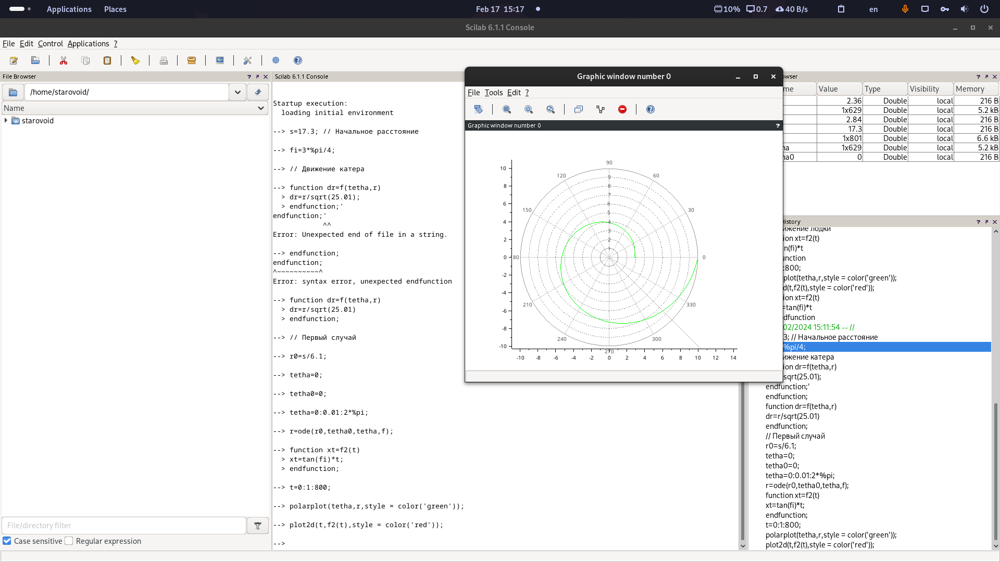 Applications Places Feb 17 15:17 10% 0.7 40 B/s en
Scilab 6.1.1 Console
File Edit Control Applications ?
File Browser ? Scilab 6.1.1 Console
/home/starovoid/
Name
starovoid
Startup execution:
loading initial environment
--> s=17.3; // Начальное расстояние
--> fi=3*%pi/4;
--> // Движение катера
--> function dr=f(tetha,r)
> dr=r/sqrt(25.01);
> endfunction;'
endfunction;'
^^
Error: Unexpected end of file in a string.
--> endfunction;
endfunction;
^~~~~~~~~~~^
Error: syntax error, unexpected endfunction
--> function dr=f(tetha,r)
> dr=r/sqrt(25.01)
> endfunction;
--> // Первый случай
--> r0=s/6.1;
--> tetha=0;
--> tetha0=0;
--> tetha=0:0.01:2*%pi;
--> r=ode(r0,tetha0,tetha,f);
--> function xt=f2(t)
> xt=tan(fi)*t;
> endfunction;
--> t=0:1:800;
--> polarplot(tetha,r,style = color('green'));
--> plot2d(t,f2(t),style = color('red'));
-->
File/directory filter
Case sensitive Regular expression
Graphic window number 0
File Tools Edit ?
Graphic window number 0 ?
90
10 120 60
9
8 8
7
6 150 6 30
5
4 4
3
2 2
1
0 80 0
-2
-4
210 330
-6
-8
240 300
-10
270
-10 -8 -6 -4 -2 0 2 4 6 8 10 12 14
owser ?
me Value Type Visibility Memory
2.36 Double local 216 B
1x629 Double local 5.2 kB
2.84 Double local 216 B
17.3 Double local 216 B
1x801 Double local 6.6 kB
ha 1x629 Double local 5.2 kB
ha0 0 Double local 216 B
History ?
ижение лодки
ion xt=f2(t)
n(fi)*t
unction
:800;
plot(tetha,r,style = color('green'));
d(t,f2(t),style = color('red'));
ion xt=f2(t)
=tan(fi)*t
ndfunction
02/2024 15:11:54 -- //
3; // Начальное расстояние
%pi/4;
ижение катера
ion dr=f(tetha,r)
sqrt(25.01);
endfunction;'
endfunction;
function dr=f(tetha,r)
dr=r/sqrt(25.01)
endfunction;
// Первый случай
r0=s/6.1;
tetha=0;
tetha0=0;
tetha=0:0.01:2*%pi;
r=ode(r0,tetha0,tetha,f);
function xt=f2(t)
xt=tan(fi)*t;
endfunction;
t=0:1:800;
polarplot(tetha,r,style = color('green'));
plot2d(t,f2(t),style = color('red'));